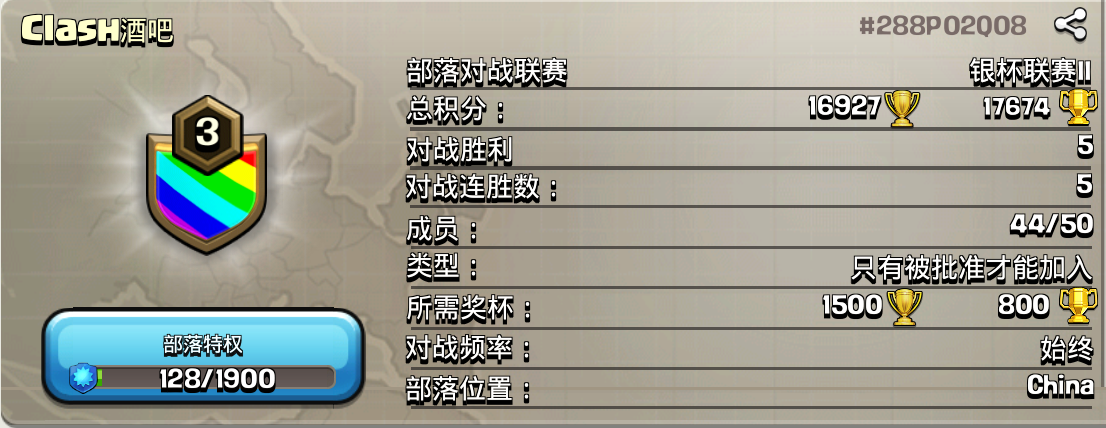 Clash酒吧 #288P02Q08
部落对战联赛 银杯联赛II
总积分： 16927 17674
对战胜利 5
对战连胜数： 5
成员： 44/50
类型： 只有被批准才能加入
所需奖杯： 1500 800
对战频率： 始终
部落位置： China
3
部落特权
128/1900